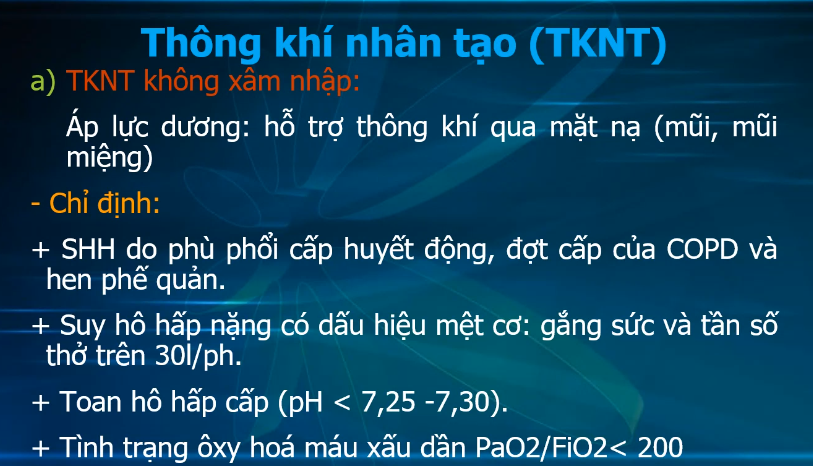 Thông khí nhân tạo (TKNT)
a) TKNT không xâm nhập:
Áp lực dương: hỗ trợ thông khí qua mặt nạ (mũi, mũi
miệng)
- Chỉ định:
+ SHH do phù phổi cấp huyết động, đợt cấp của COPD và
hen phế quản.
+ Suy hô hấp nặng có dấu hiệu mệt cơ: gắng sức và tần số
thở trên 30l/ph.
+ Toan hô hấp cấp (pH < 7,25 -7,30).
+ Tình trạng ôxy hoá máu xấu dần PaO2/FiO2< 200